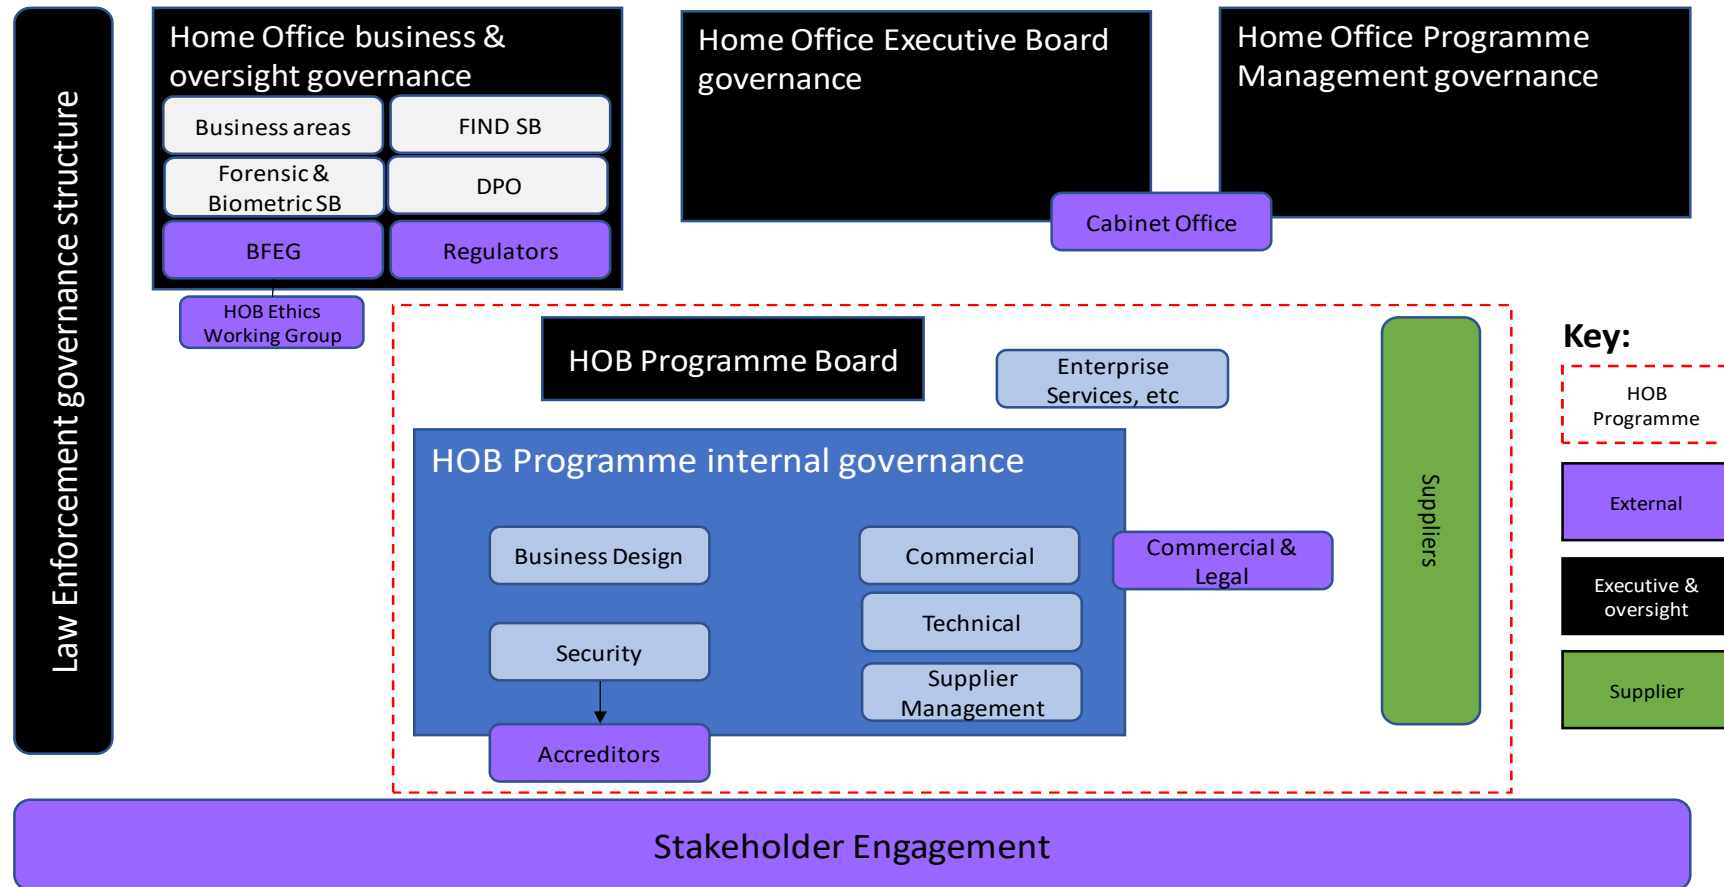 Law Enforcement governance structure
Home Office business &
oversight governance
Business areas
FIND SB
Forensic &
Biometric SB
DPO
BFEG
Regulators
HOB Ethics
Working Group
Home Office Executive Board
governance
Home Office Programme
Management governance
Cabinet Office
HOB Programme Board
Enterprise
Services, etc
HOB Programme internal governance
Business Design
Commercial
Commercial &
Legal
Technical
Security
Supplier
Management
Accreditors
Suppliers
Key:
HOB
Programme
External
Executive &
oversight
Supplier
Stakeholder Engagement